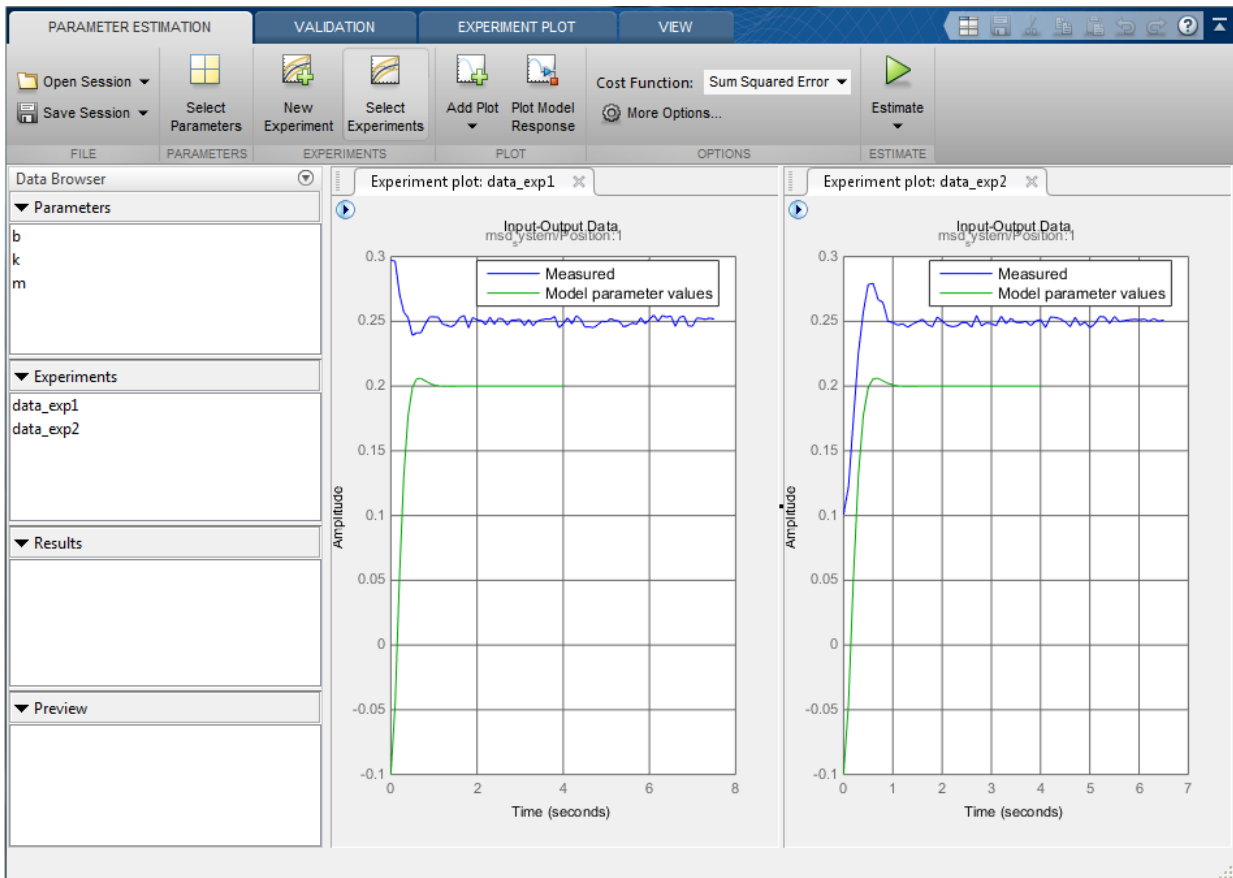 PARAMETER ESTIMATION VALIDATION EXPERIMENT PLOT VIEW
Open Session
Save Session
Select Parameters
New Experiment
Select Experiments
Add Plot
Plot Model Response
Cost Function: Sum Squared Error
More Options...
Estimate
FILE PARAMETERS EXPERIMENTS PLOT OPTIONS ESTIMATE
Data Browser
Parameters
b
k
m
Experiments
data_exp1
data_exp2
Results
Preview
Experiment plot: data_exp1
Input-Output Data
msdsystem/Position:1
Measured
Model parameter values
Amplitude
0.3
0.25
0.2
0.15
0.1
0.05
0
-0.05
-0.1
0 2 4 6 8
Time (seconds)
Experiment plot: data_exp2
Input-Output Data
msdsystem/Position:1
Measured
Model parameter values
Amplitude
0.3
0.25
0.2
0.15
0.1
0.05
0
-0.05
-0.1
0 1 2 3 4 5 6 7
Time (seconds)